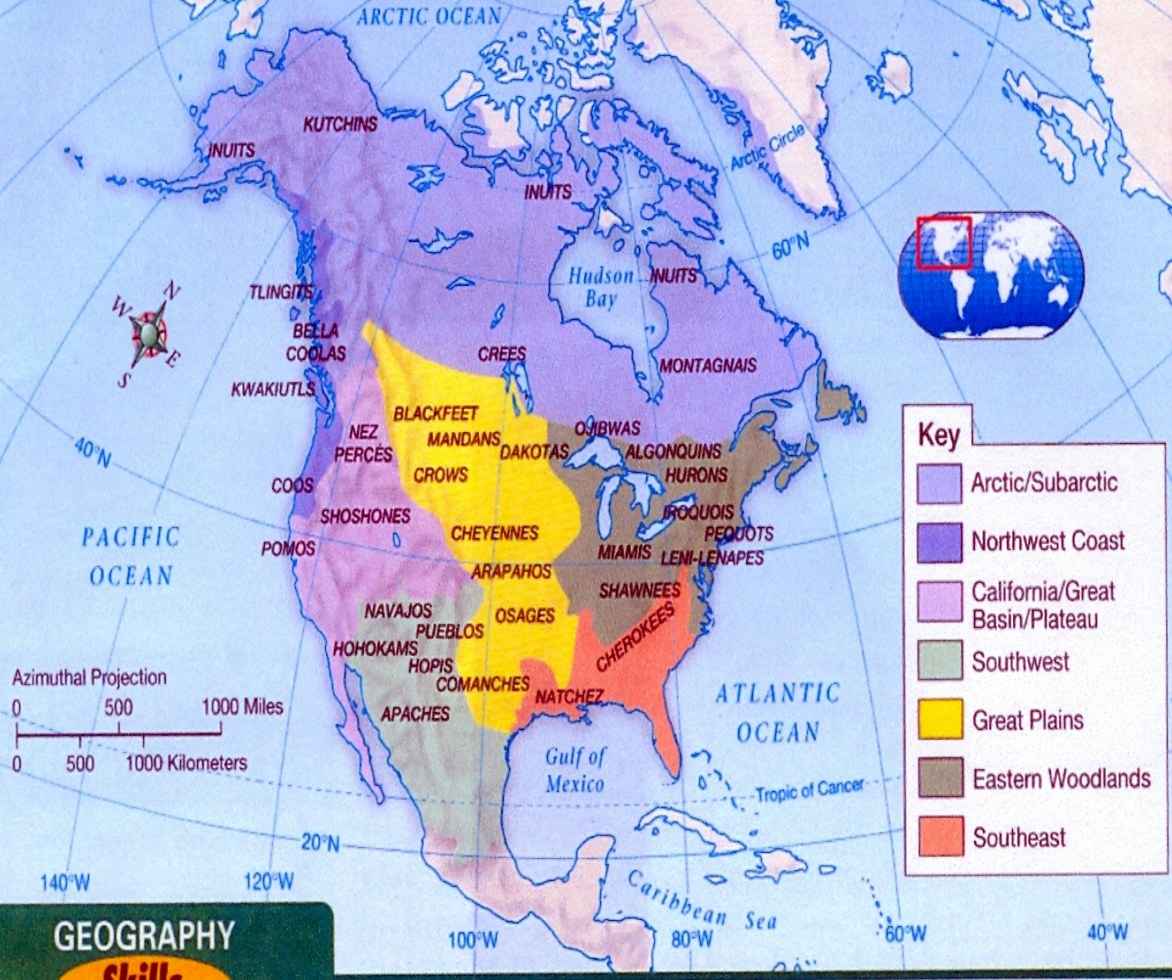 ARCTIC OCEAN
KUTCHINS
INUITS
Arctic Circle
INUITS
60°N
Hudson
Bay
INUITS
TLINGITS
N
W
E
S
BELLA
COOLAS
CREES
MONTAGNAIS
KWAKIUTLS
BLACKFEET
NEZ
PERCÉS
MANDANS
DAKOTAS
OJIBWAS
ALGONQUINS
40°N
CROWS
HURONS
COOS
SHOSHONES
IROQUOIS
PEQUOTS
CHEYENNES
POMOS
MIAMIS
LENI-LENAPES
PACIFIC
OCEAN
ARAPAHOS
SHAWNEES
NAVAJOS
OSAGES
PUEBLOS
CHEROKEES
HOHOKAMS
HOPIS
COMANCHES
NATCHEZ
APACHES
ATLANTIC
OCEAN
Gulf of
Mexico
Tropic of Cancer
20°N
Caribbean Sea
Azimuthal Projection
0 500 1000 Miles
0 500 1000 Kilometers
140°W
120°W
100°W
80°W
60°W
40°W
Key
Arctic/Subarctic
Northwest Coast
California/Great
Basin/Plateau
Southwest
Great Plains
Eastern Woodlands
Southeast
GEOGRAPHY
Skills